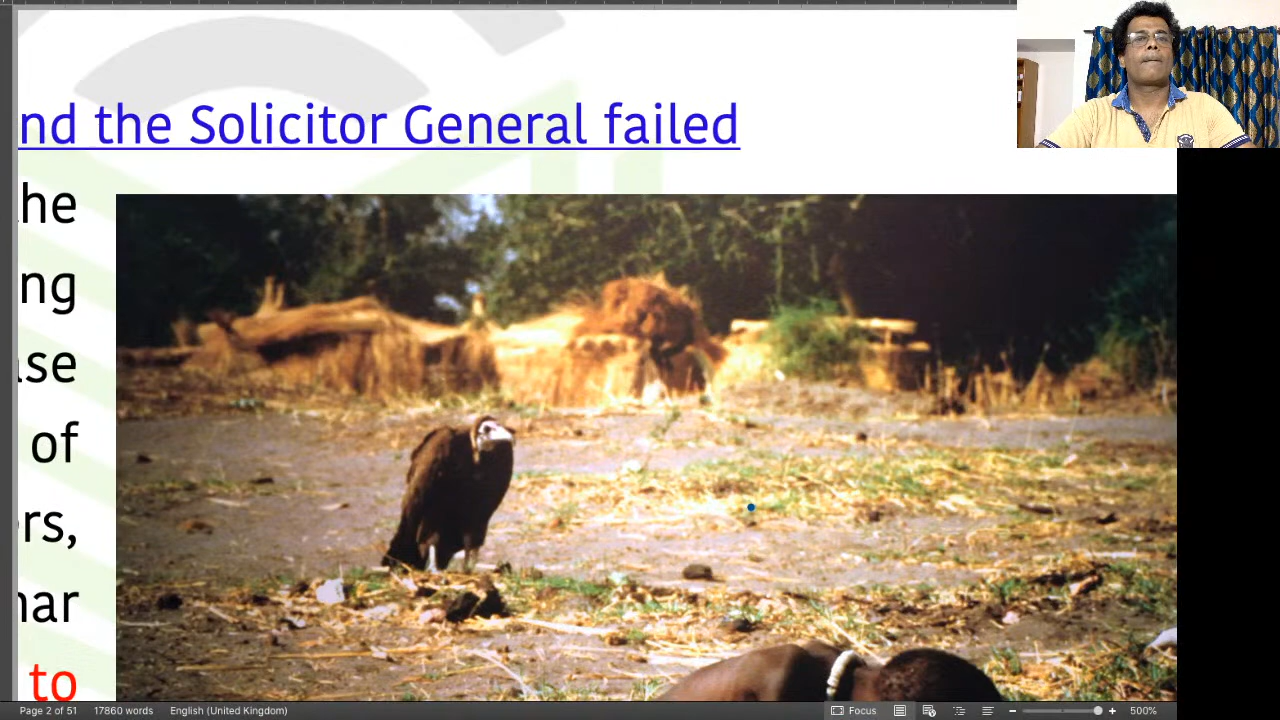 nd the Solicitor General failed
he
ng
se
of
rs,
nar
to
Page 2 of 51 17860 words English (United Kingdom) Focus 500%